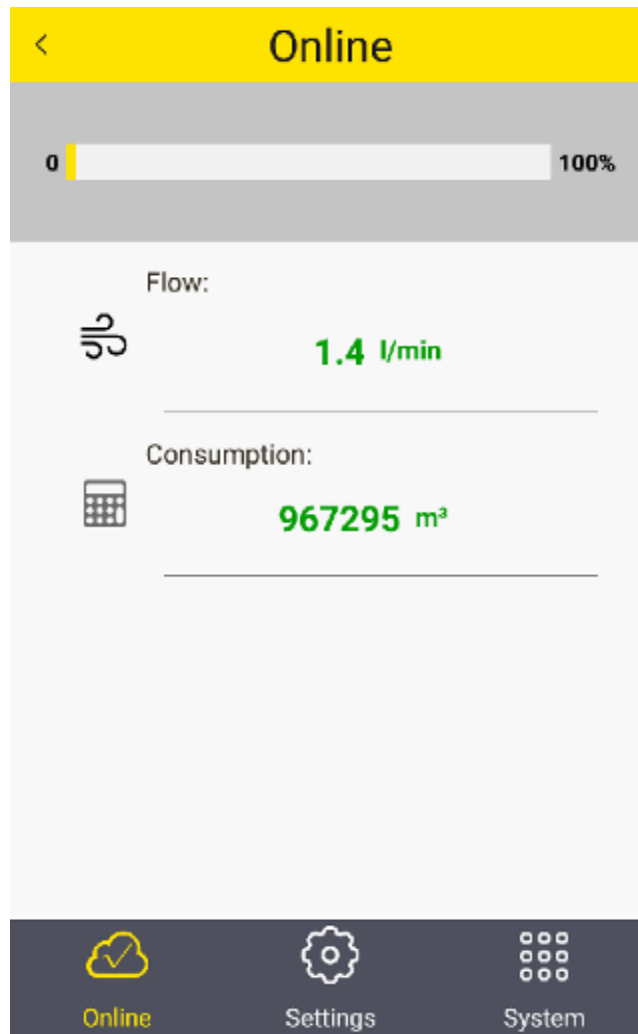 Online
0 100%
Flow:
1.4 l/min
Consumption:
967295 m³
Online Settings System